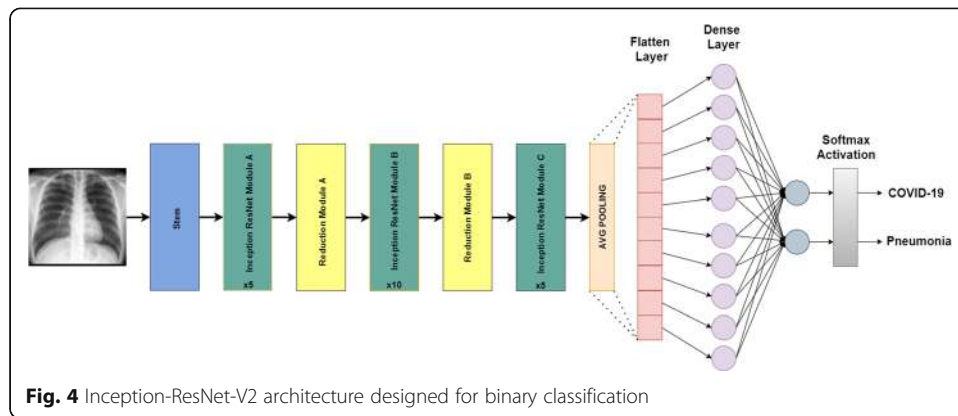 Flatten
Layer
Dense
Layer
Softmax
Activation
Stem
Inception ResNet Module A
x5
Reduction Module A
Inception ResNet Module B
x10
Reduction Module B
Inception ResNet Module C
x5
AVG POOLING
COVID-19
Pneumonia
Fig. 4 Inception-ResNet-V2 architecture designed for binary classification